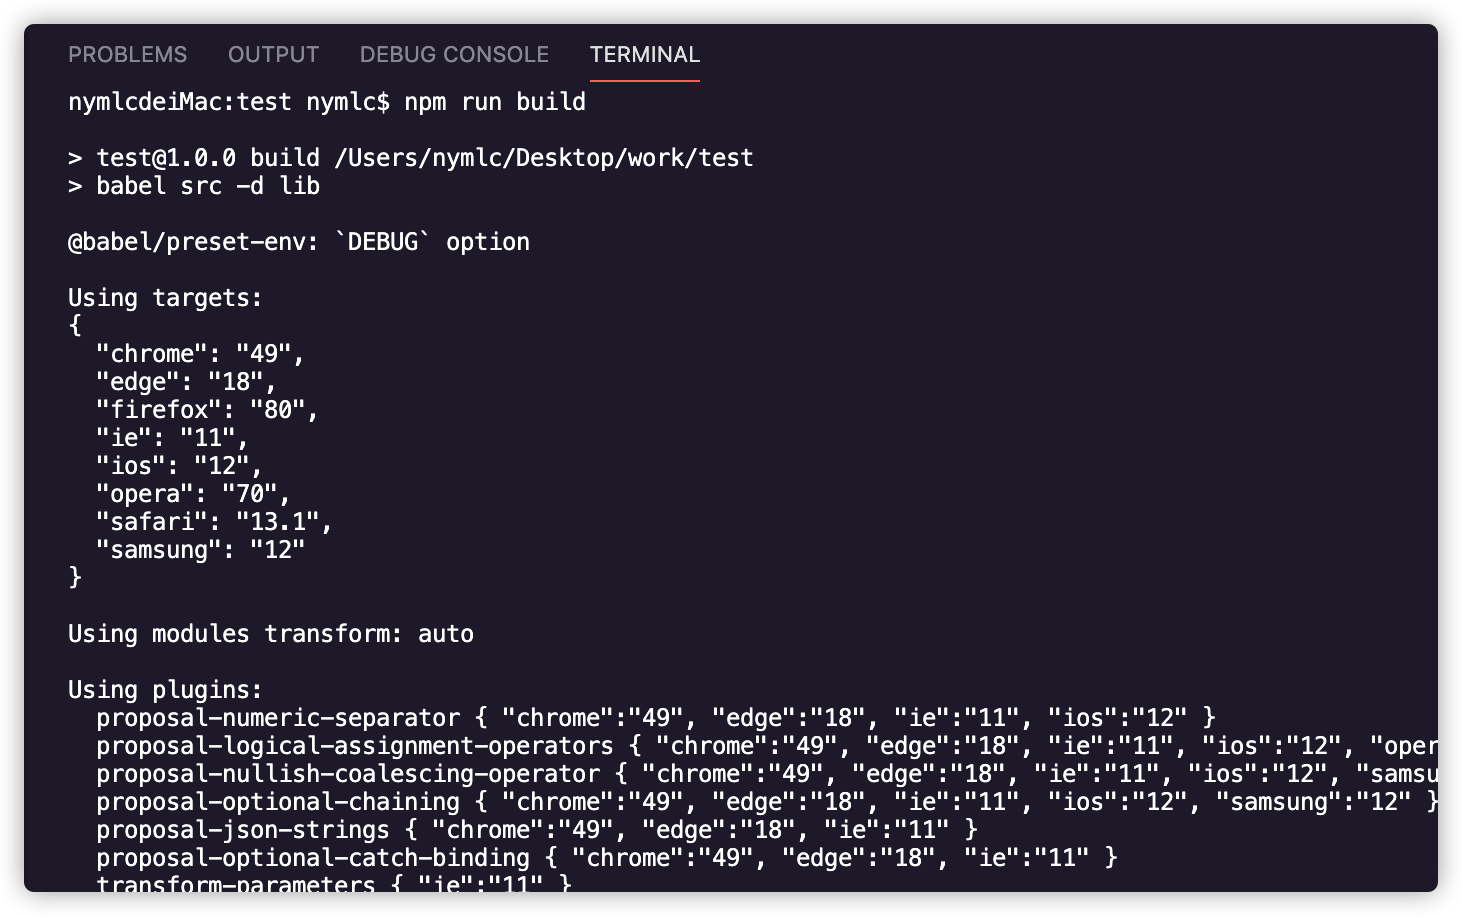 PROBLEMS OUTPUT DEBUG CONSOLE TERMINAL
nymlcdeiMac:test nymlc$ npm run build
> test@1.0.0 build /Users/nymlc/Desktop/work/test
> babel src -d lib
@babel/preset-env: `DEBUG` option
Using targets:
{
  "chrome": "49",
  "edge": "18",
  "firefox": "80",
  "ie": "11",
  "ios": "12",
  "opera": "70",
  "safari": "13.1",
  "samsung": "12"
}
Using modules transform: auto
Using plugins:
  proposal-numeric-separator { "chrome":"49", "edge":"18", "ie":"11", "ios":"12" }
  proposal-logical-assignment-operators { "chrome":"49", "edge":"18", "ie":"11", "ios":"12", "oper
  proposal-nullish-coalescing-operator { "chrome":"49", "edge":"18", "ie":"11", "ios":"12", "samsu
  proposal-optional-chaining { "chrome":"49", "edge":"18", "ie":"11", "ios":"12", "samsung":"12" }
  proposal-json-strings { "chrome":"49", "edge":"18", "ie":"11" }
  proposal-optional-catch-binding { "chrome":"49", "edge":"18", "ie":"11" }
  transform-parameters { "ie":"11" }